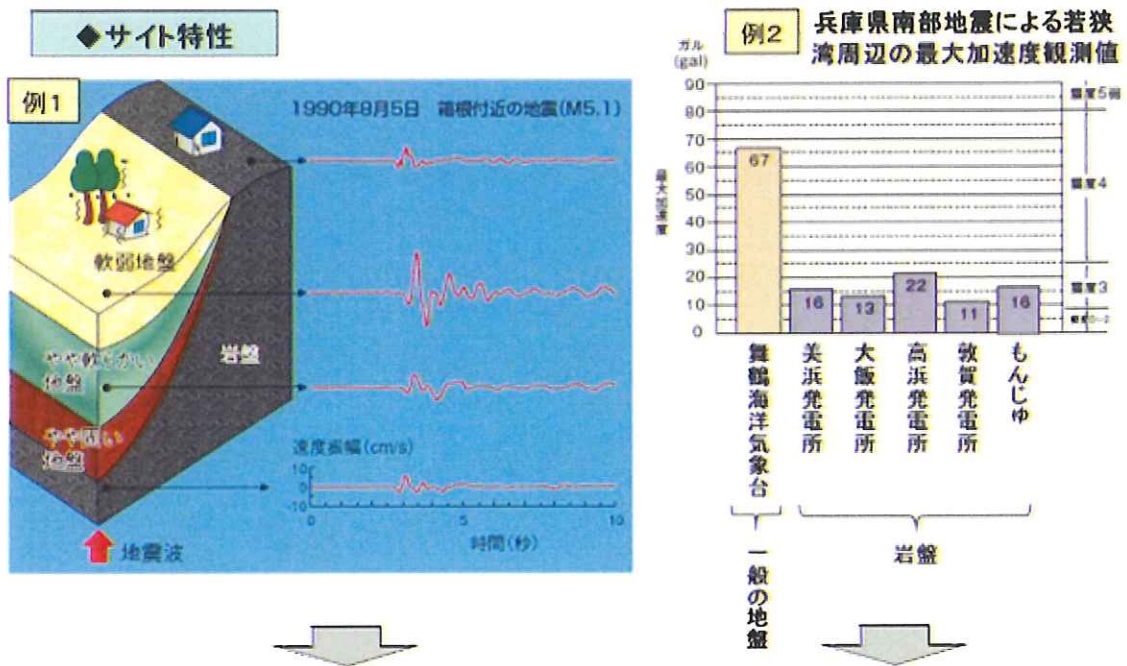 ◆サイト特性
例1
1990年8月5日 箱根付近の地震(M5.1)
軟弱地盤
やや軟らかい
地盤
やや固い
地盤
岩盤
速度振幅(cm/s)
10
0
-10
0
5
10
時間(秒)
地震波
例2
兵庫県南部地震による若狭
湾周辺の最大加速度観測値
ガル
(gal)
最大加速度
90
80
70
60
50
40
30
20
10
0
67
16
13
22
11
16
震度5弱
震度4
震度3
舞鶴海洋気象台
美浜発電所
大飯発電所
高浜発電所
敦賀発電所
もんじゅ
一般の地盤
岩盤